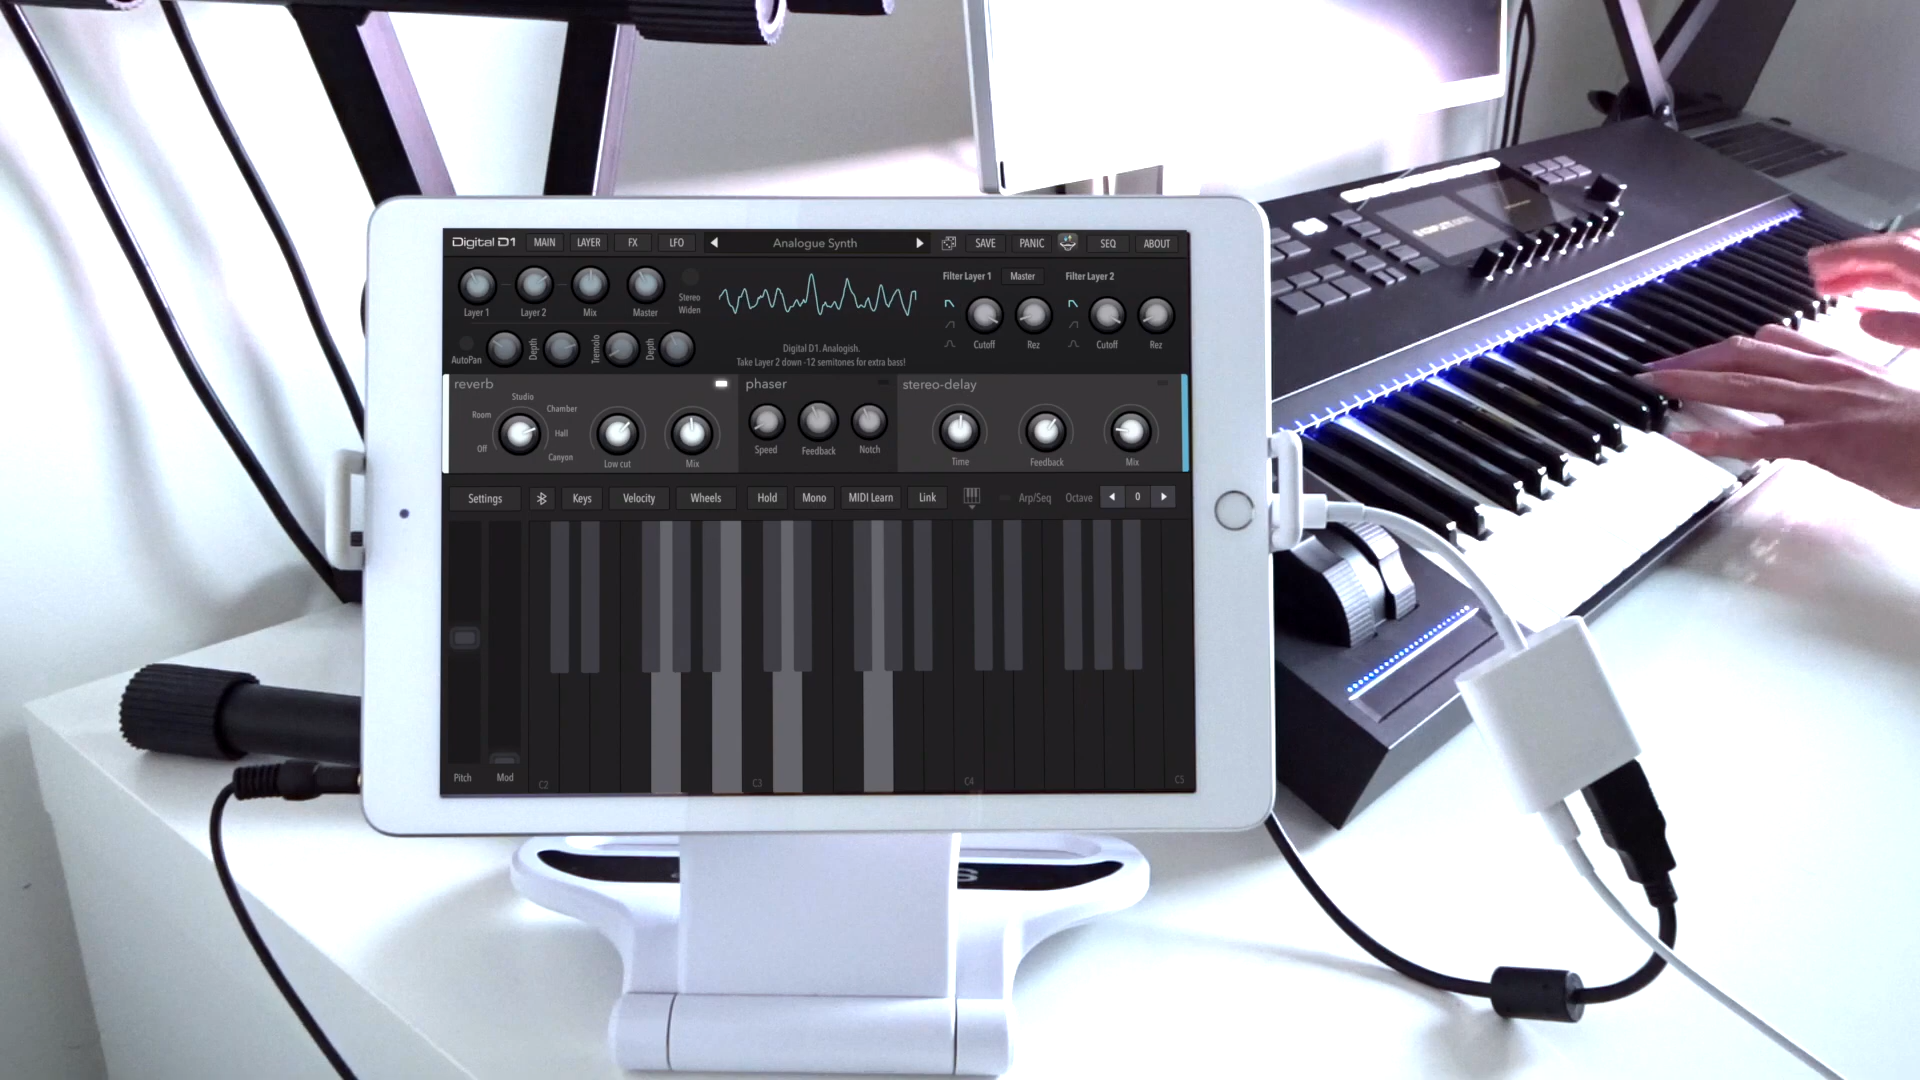 Digital D1 MAIN LAYER FX LFO Analogue Synth SAVE PANIC SEQ ABOUT
Filter Layer 1 Master Filter Layer 2
Layer 1 Layer 2 Mix Master Stereo Widen
Cutoff Rez Cutoff Rez
AutoPan Depth Tremolo Depth
Digital D1. Analogish.
Take Layer 2 down -12 semitones for extra bass!
reverb phaser stereo-delay
Studio
Room Chamber
Hall
Off Canyon
Low cut Mix Speed Feedback Notch Time Feedback Mix
Settings Keys Velocity Wheels Hold Mono MIDI Learn Link Arp/Seq Octave 0
Pitch Mod C2 C3 C4 C5